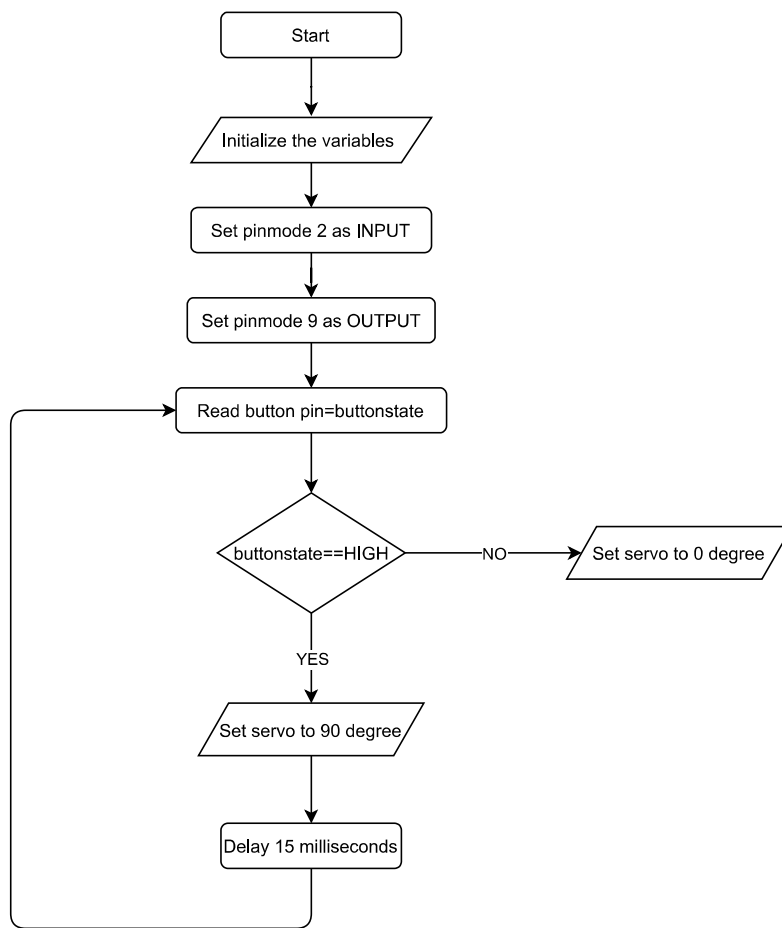 Start
Initialize the variables
Set pinmode 2 as INPUT
Set pinmode 9 as OUTPUT
Read button pin=buttonstate
buttonstate==HIGH
NO
Set servo to 0 degree
YES
Set servo to 90 degree
Delay 15 milliseconds